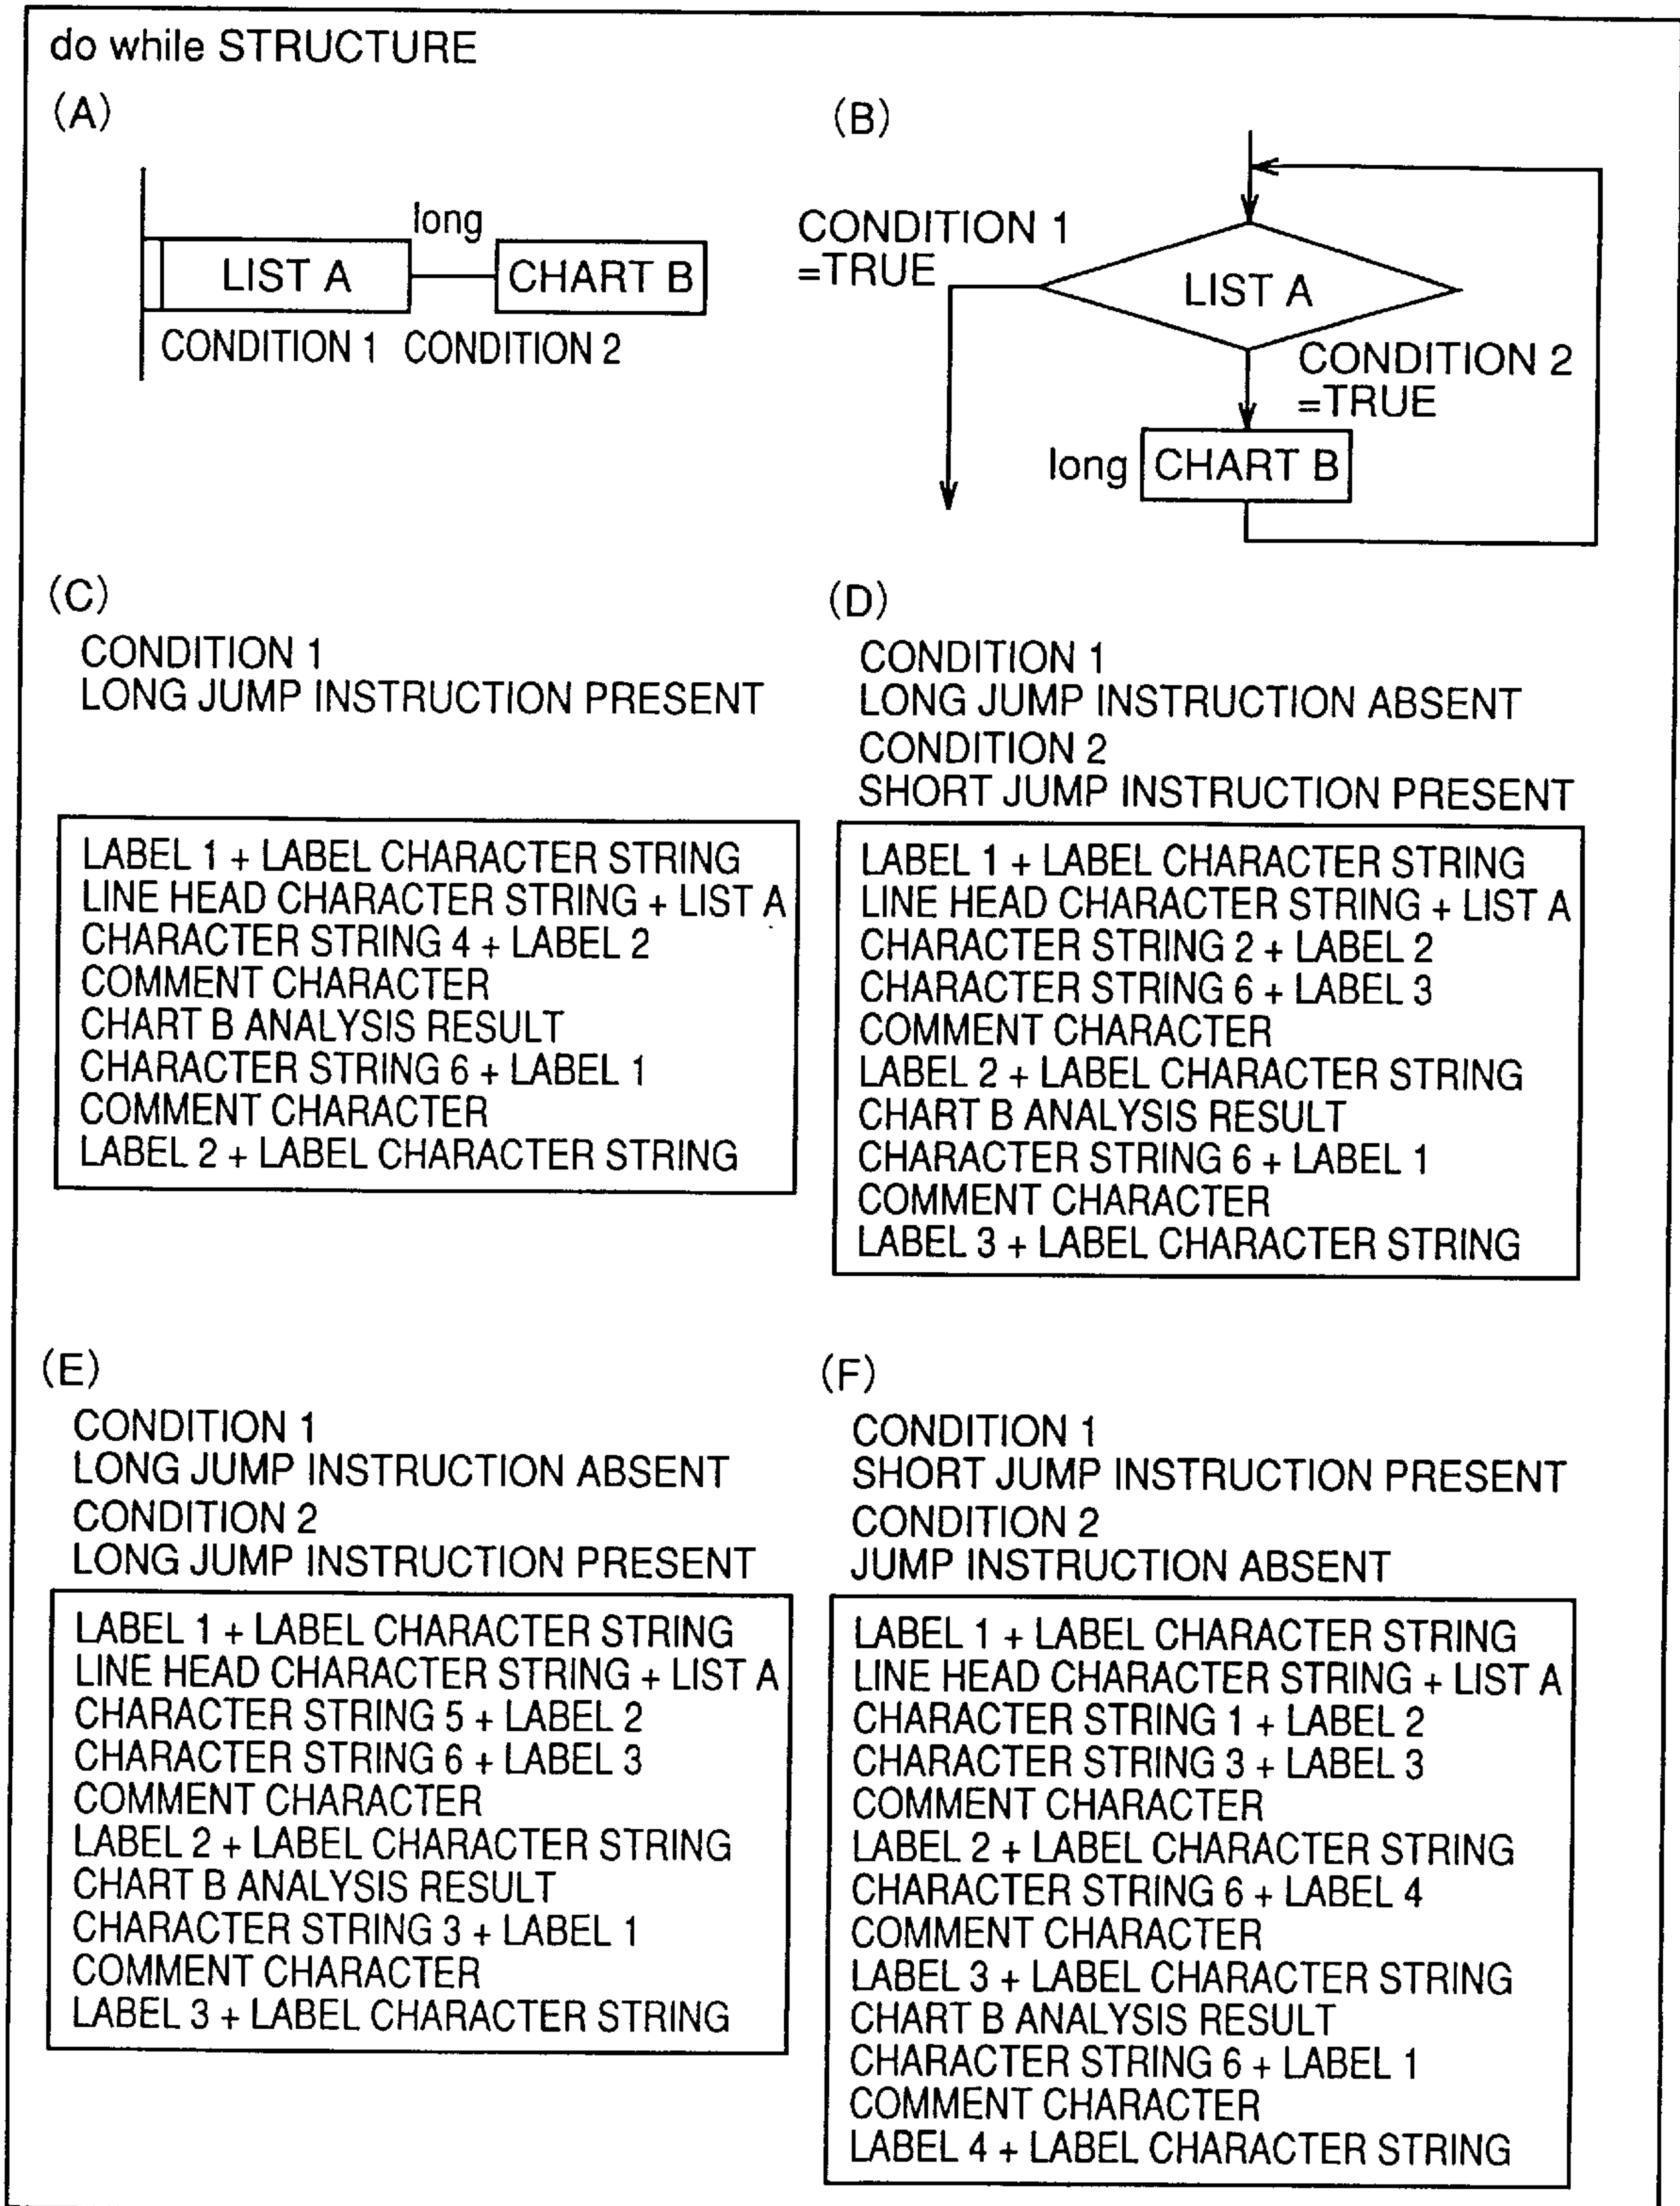 do while STRUCTURE
(A)
long
LIST A
CHART B
CONDITION 1 CONDITION 2
(B)
CONDITION 1
=TRUE
LIST A
CONDITION 2
=TRUE
long
CHART B
(C)
CONDITION 1
LONG JUMP INSTRUCTION PRESENT
LABEL 1 + LABEL CHARACTER STRING
LINE HEAD CHARACTER STRING + LIST A
CHARACTER STRING 4 + LABEL 2
COMMENT CHARACTER
CHART B ANALYSIS RESULT
CHARACTER STRING 6 + LABEL 1
COMMENT CHARACTER
LABEL 2 + LABEL CHARACTER STRING
(D)
CONDITION 1
LONG JUMP INSTRUCTION ABSENT
CONDITION 2
SHORT JUMP INSTRUCTION PRESENT
LABEL 1 + LABEL CHARACTER STRING
LINE HEAD CHARACTER STRING + LIST A
CHARACTER STRING 2 + LABEL 2
CHARACTER STRING 6 + LABEL 3
COMMENT CHARACTER
LABEL 2 + LABEL CHARACTER STRING
CHART B ANALYSIS RESULT
CHARACTER STRING 6 + LABEL 1
COMMENT CHARACTER
LABEL 3 + LABEL CHARACTER STRING
(E)
CONDITION 1
LONG JUMP INSTRUCTION ABSENT
CONDITION 2
LONG JUMP INSTRUCTION PRESENT
LABEL 1 + LABEL CHARACTER STRING
LINE HEAD CHARACTER STRING + LIST A
CHARACTER STRING 5 + LABEL 2
CHARACTER STRING 6 + LABEL 3
COMMENT CHARACTER
LABEL 2 + LABEL CHARACTER STRING
CHART B ANALYSIS RESULT
CHARACTER STRING 3 + LABEL 1
COMMENT CHARACTER
LABEL 3 + LABEL CHARACTER STRING
(F)
CONDITION 1
SHORT JUMP INSTRUCTION PRESENT
CONDITION 2
JUMP INSTRUCTION ABSENT
LABEL 1 + LABEL CHARACTER STRING
LINE HEAD CHARACTER STRING + LIST A
CHARACTER STRING 1 + LABEL 2
CHARACTER STRING 3 + LABEL 3
COMMENT CHARACTER
LABEL 2 + LABEL CHARACTER STRING
CHARACTER STRING 6 + LABEL 4
COMMENT CHARACTER
LABEL 3 + LABEL CHARACTER STRING
CHART B ANALYSIS RESULT
CHARACTER STRING 6 + LABEL 1
COMMENT CHARACTER
LABEL 4 + LABEL CHARACTER STRING